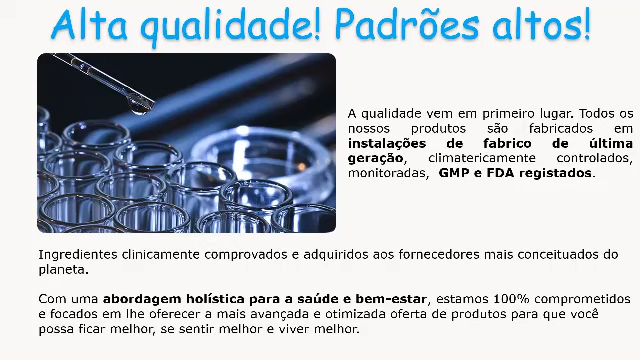 Alta qualidade! Padrões altos!
A qualidade vem em primeiro lugar. Todos os
nossos produtos são fabricados em
instalações de fabrico de última
geração, climatericamente controlados,
monitoradas, GMP e FDA registados.
Ingredientes clinicamente comprovados e adquiridos aos fornecedores mais conceituados do
planeta.
Com uma abordagem holística para a saúde e bem-estar, estamos 100% comprometidos
e focados em lhe oferecer a mais avançada e otimizada oferta de produtos para que você
possa ficar melhor, se sentir melhor e viver melhor.